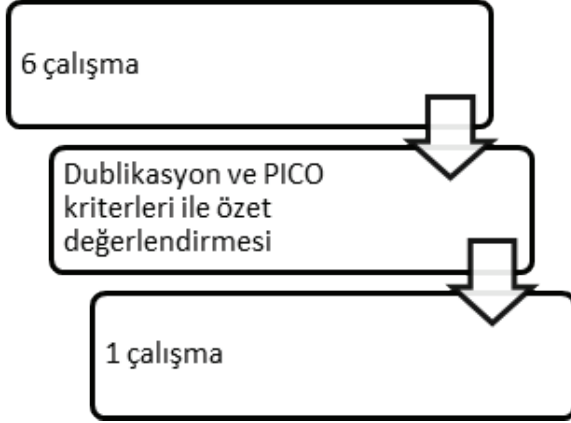 6 çalışma
Dublikasyon ve PICO
kriterleri ile özet
değerlendirmesi
1 çalışma